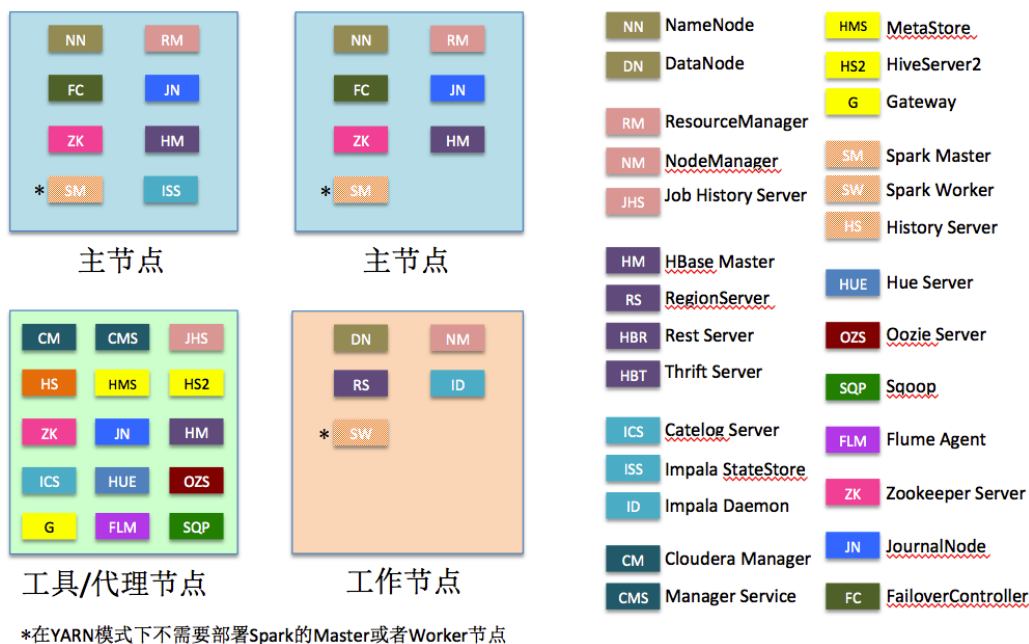 NN RM
FC JN
ZK HM
* SM ISS
主节点
NN RM
FC JN
ZK HM
* SM
主节点
CM CMS JHS
HS HMS HS2
ZK JN HM
ICS HUE OZS
G FLM SQP
工具/代理节点
DN NM
RS ID
* SW
工作节点
*在YARN模式下不需要部署Spark的Master或者Worker节点
NN NameNode
DN DataNode
RM ResourceManager
NM NodeManager
JHS Job History Server
HM HBase Master
RS RegionServer
HBR Rest Server
HBT Thrift Server
ICS Catelog Server
ISS Impala StateStore
ID Impala Daemon
CM Cloudera Manager
CMS Manager Service
HMS MetaStore
HS2 HiveServer2
G Gateway
SM Spark Master
SW Spark Worker
HS History Server
HUE Hue Server
OZS Oozie Server
SQP Sqoop
FLM Flume Agent
ZK Zookeeper Server
JN JournalNode
FC FailoverController